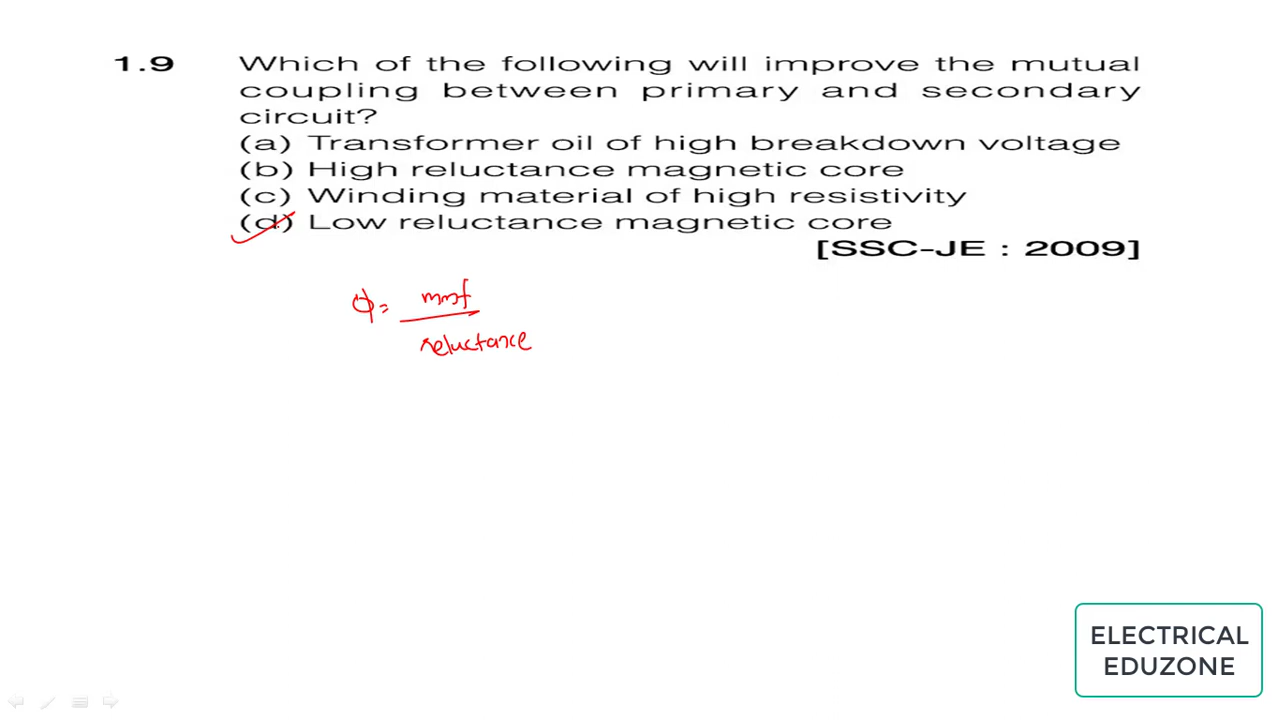 1.9 Which of the following will improve the mutual
coupling between primary and secondary
circuit?
(a) Transformer oil of high breakdown voltage
(b) High reluctance magnetic core
(c) Winding material of high resistivity
(d) Low reluctance magnetic core
[SSC-JE : 2009]
ϕ = mmf
reluctance
ELECTRICAL
EDUZONE